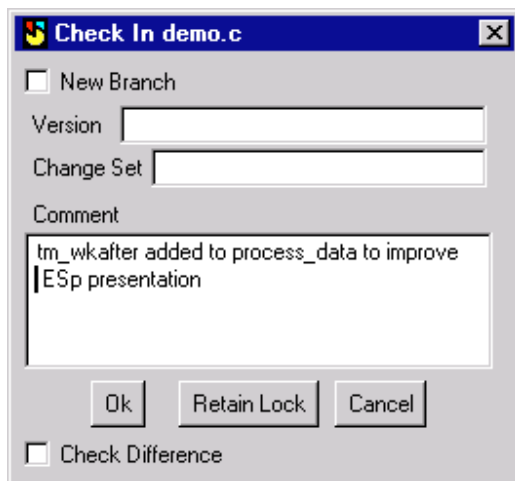 Check In demo.c
New Branch
Version
Change Set
Comment
tm_wkafter added to process_data to improve
ESp presentation
Ok Retain Lock Cancel
Check Difference